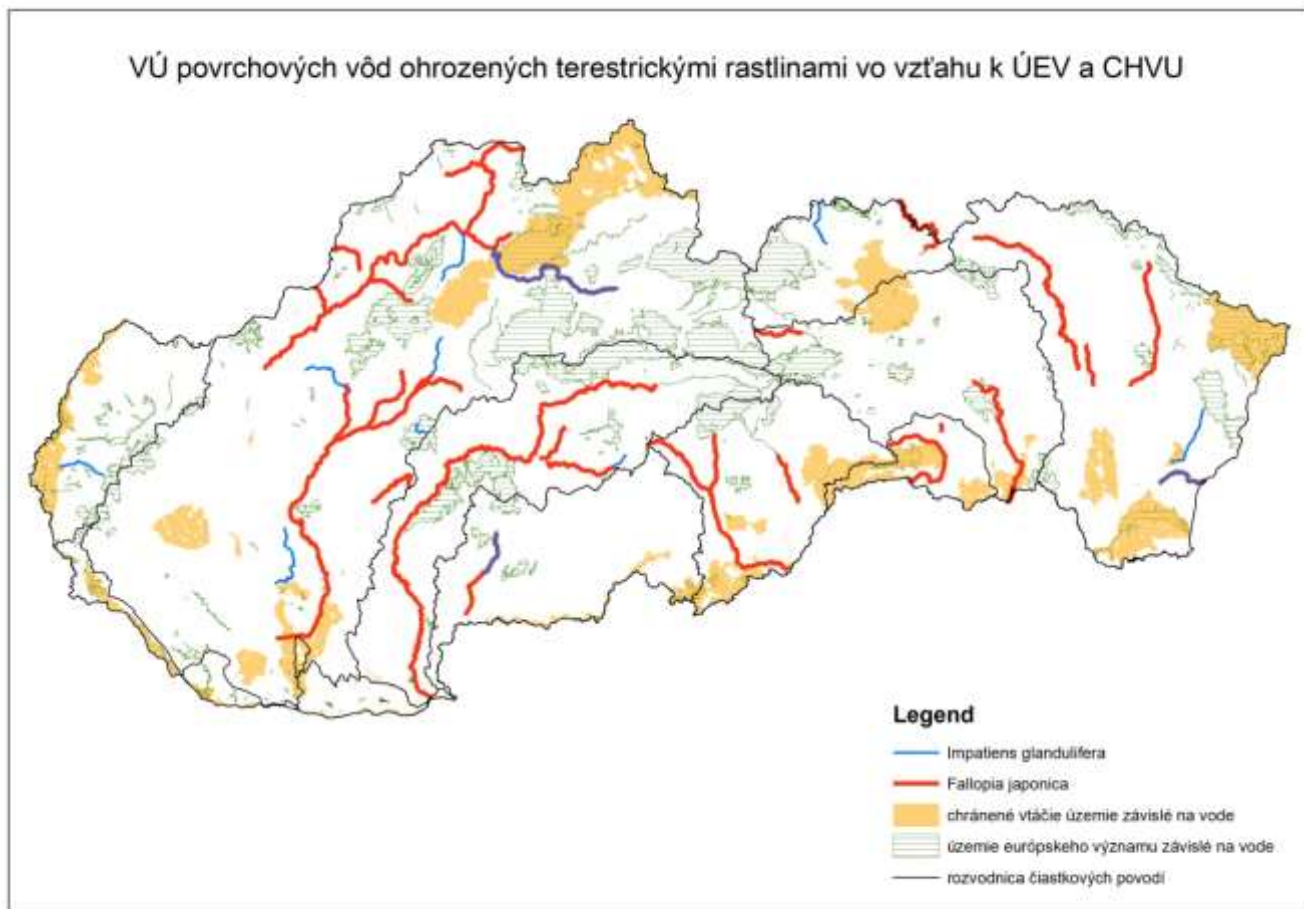 VÚ povrchových vôd ohrozených terestrickými rastlinami vo vzťahu k ÚEV a CHVU
Legend
Impatiens glandulifera
Fallopia japonica
chránené vtáčie územie závislé na vode
územie európskeho významu závislé na vode
rozvodnica čiastkových povodí